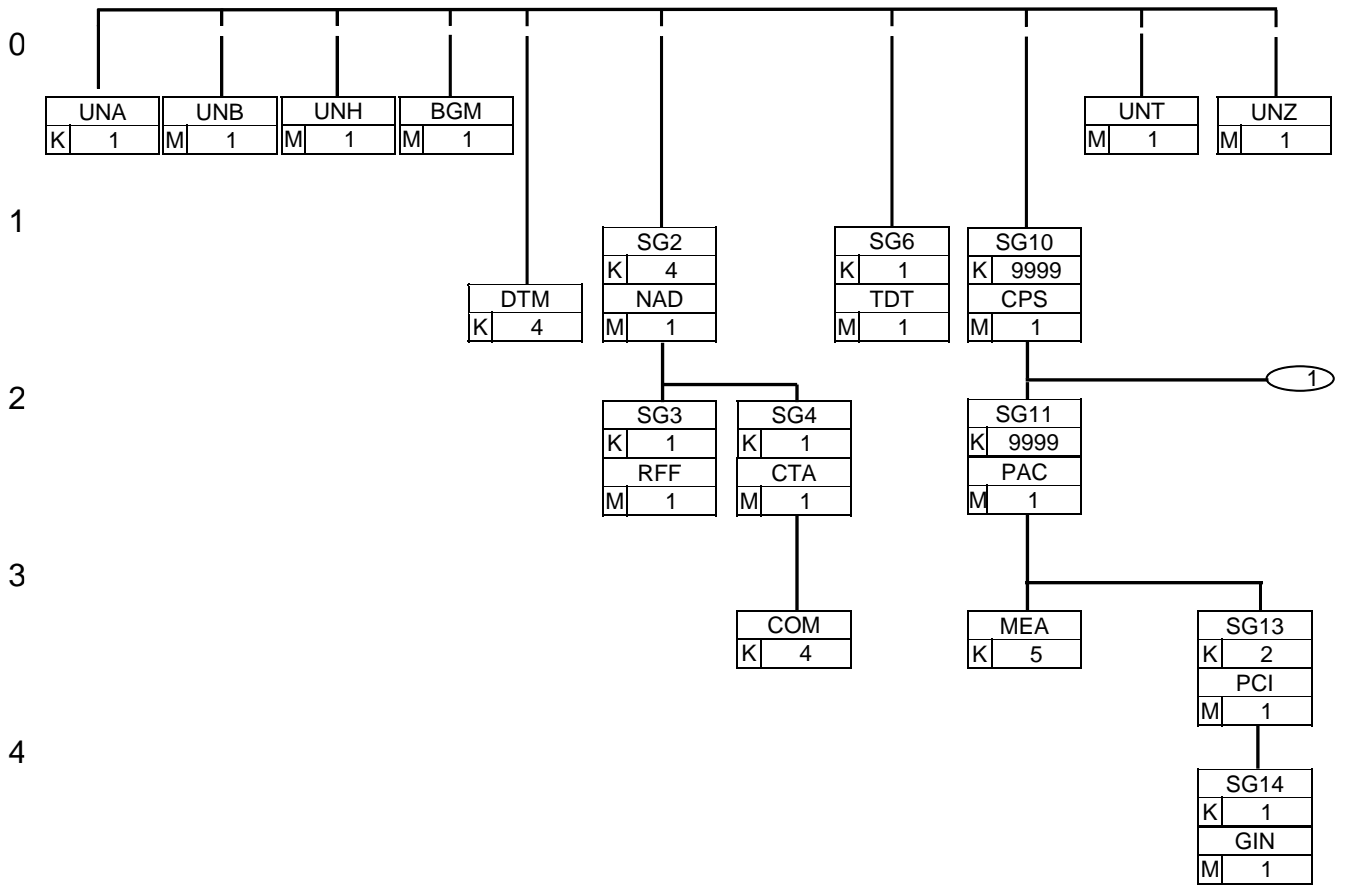 0
UNA UNB UNH BGM UNT UNZ
K 1 M 1 M 1 M 1 M 1 M 1
1
SG2 SG6 SG10
K 4 K 1 K 9999
DTM NAD TDT CPS
K 4 M 1 M 1 M 1
1
2
SG3 SG4 SG11
K 1 K 1 K 9999
RFF CTA PAC
M 1 M 1 M 1
3
COM MEA SG13
K 4 K 5 K 2
PCI
M 1
4
SG14
K 1
GIN
M 1